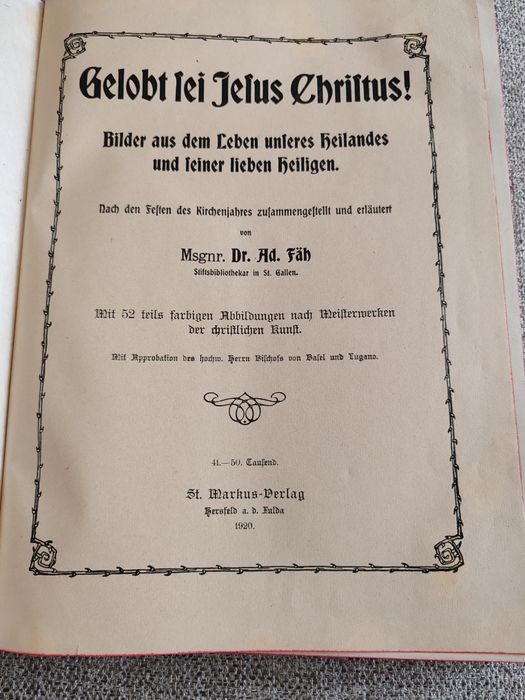 Gelobt ſei Jeſus Chriſtus!
Bilder aus dem Leben unſeres Heilandes
und ſeiner lieben Heiligen.
Nach den Feſten des Kirchenjahres zuſammengeſtellt und erläutert
von
Msgnr. Dr. Ad. Fäh
Stiftsbibliothekar in St. Gallen.
Mit 52 teils farbigen Abbildungen nach Meiſterwerken
der chriſtlichen Kunſt.
Mit Approbation des hochw. Herrn Biſchofs von Baſel und Lugano.
41.—50. Tauſend.
St. Markus-Verlag
Hersfeld a. d. Fulda
1920.